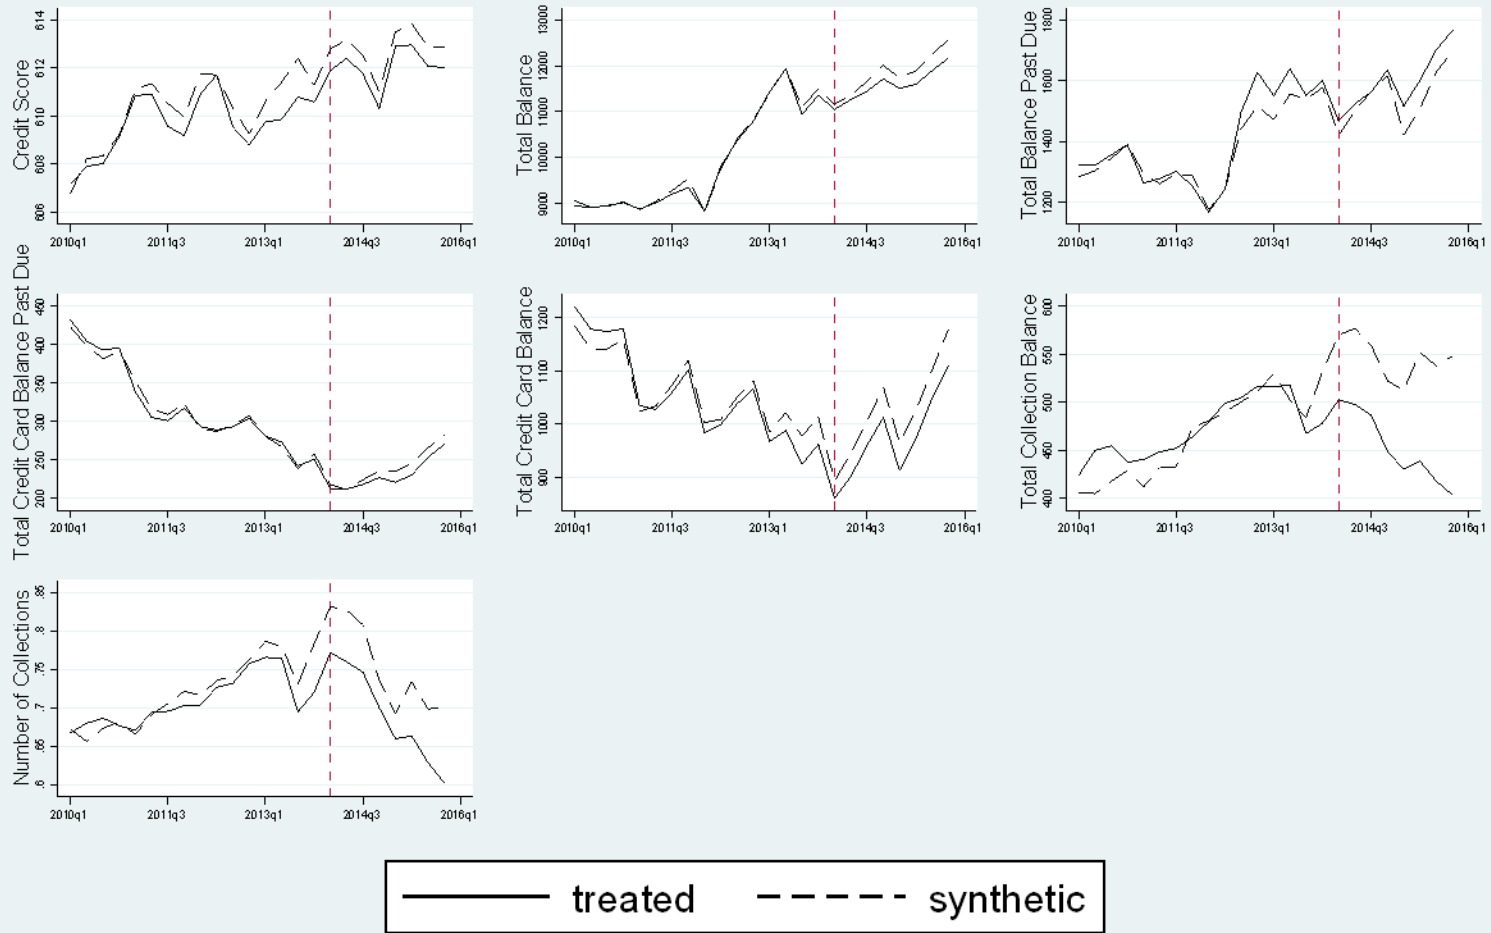 Credit Score
614
612
610
608
606
2010q1 2011q3 2013q1 2014q3 2016q1
Total Balance
13000
12000
11000
10000
9000
2010q1 2011q3 2013q1 2014q3 2016q1
Total Balance Past Due
1800
1600
1400
1200
2010q1 2011q3 2013q1 2014q3 2016q1
Total Credit Card Balance Past Due
450
400
350
300
250
200
2010q1 2011q3 2013q1 2014q3 2016q1
Total Credit Card Balance
1200
1100
1000
900
2010q1 2011q3 2013q1 2014q3 2016q1
Total Collection Balance
600
550
500
450
400
2010q1 2011q3 2013q1 2014q3 2016q1
Number of Collections
.85
.8
.75
.7
.65
.6
2010q1 2011q3 2013q1 2014q3 2016q1
treated synthetic